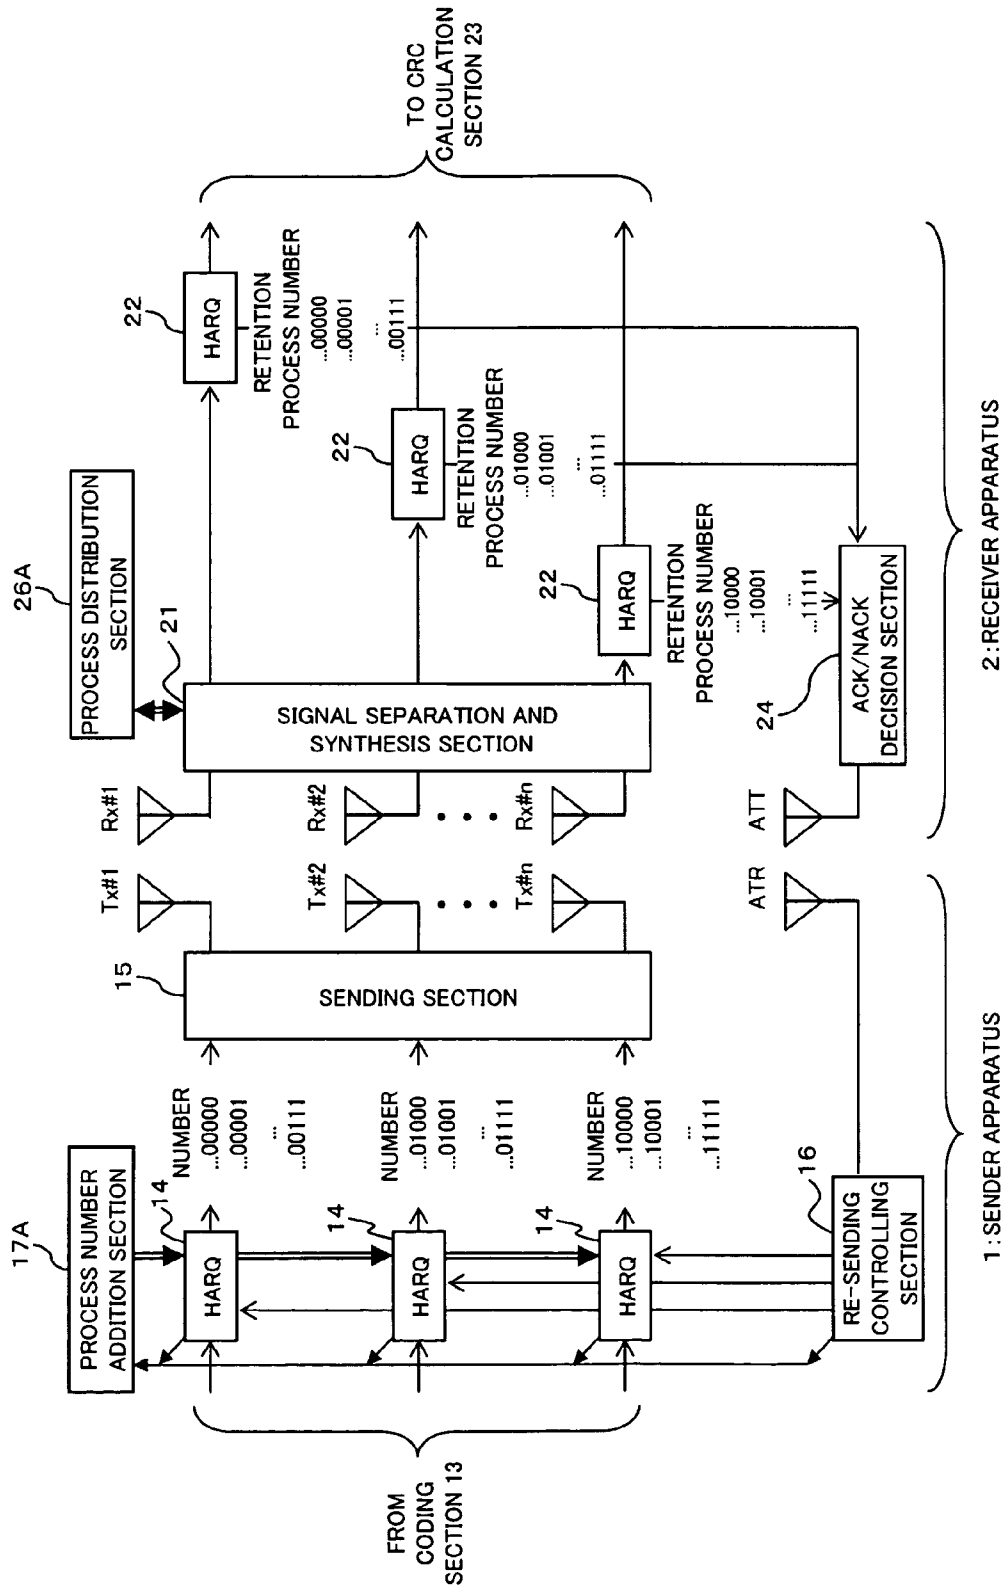 17A
PROCESS NUMBER
ADDITION SECTION
FROM
CODING
SECTION 13
14
HARQ
14
HARQ
14
HARQ
NUMBER
...00000
...00001
...
...00111
NUMBER
...01000
...01001
...
...01111
NUMBER
...10000
...10001
...
...11111
16
RE-SENDING
CONTROLLING
SECTION
15
SENDING SECTION
Tx#1
Tx#2
• • •
Tx#n
ATR
1:SENDER APPARATUS
Rx#1
Rx#2
• • •
Rx#n
ATT
26A
PROCESS DISTRIBUTION
SECTION
21
SIGNAL SEPARATION AND
SYNTHESIS SECTION
22
HARQ
RETENTION
PROCESS NUMBER
...00000
...00001
...
...00111
22
HARQ
RETENTION
PROCESS NUMBER
...01000
...01001
...
...01111
22
HARQ
RETENTION
PROCESS NUMBER
...10000
...10001
...
...11111
24
ACK/NACK
DECISION SECTION
TO CRC
CALCULATION
SECTION 23
2:RECEIVER APPARATUS